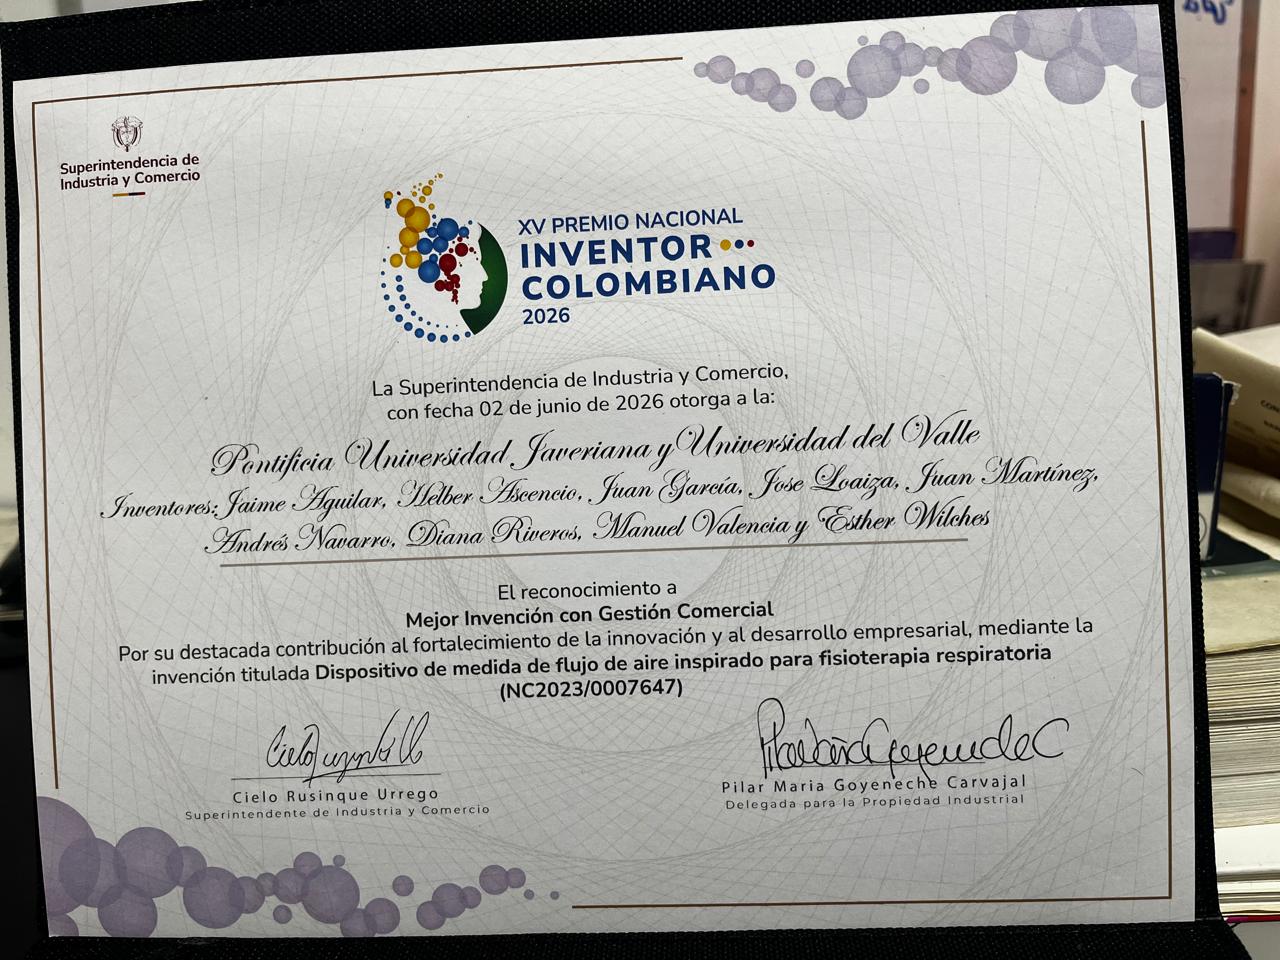 Superintendencia de
Industria y Comercio
XV PREMIO NACIONAL
INVENTOR
COLOMBIANO
2026
La Superintendencia de Industria y Comercio,
con fecha 02 de junio de 2026 otorga a la:
Pontificia Universidad Javeriana y Universidad del Valle
Inventores: Jaime Aguilar, Helber Ascencio, Juan García, Jose Loaiza, Juan Martínez,
Andrés Navarro, Diana Riveros, Manuel Valencia y Esther Wilches
El reconocimiento a
Mejor Invención con Gestión Comercial
Por su destacada contribución al fortalecimiento de la innovación y al desarrollo empresarial, mediante la
invención titulada Dispositivo de medida de flujo de aire inspirado para fisioterapia respiratoria
(NC2023/0007647)
Cielo Rusinque Urrego
Superintendente de Industria y Comercio
Pilar Maria Goyeneche Carvajal
Delegada para la Propiedad Industrial